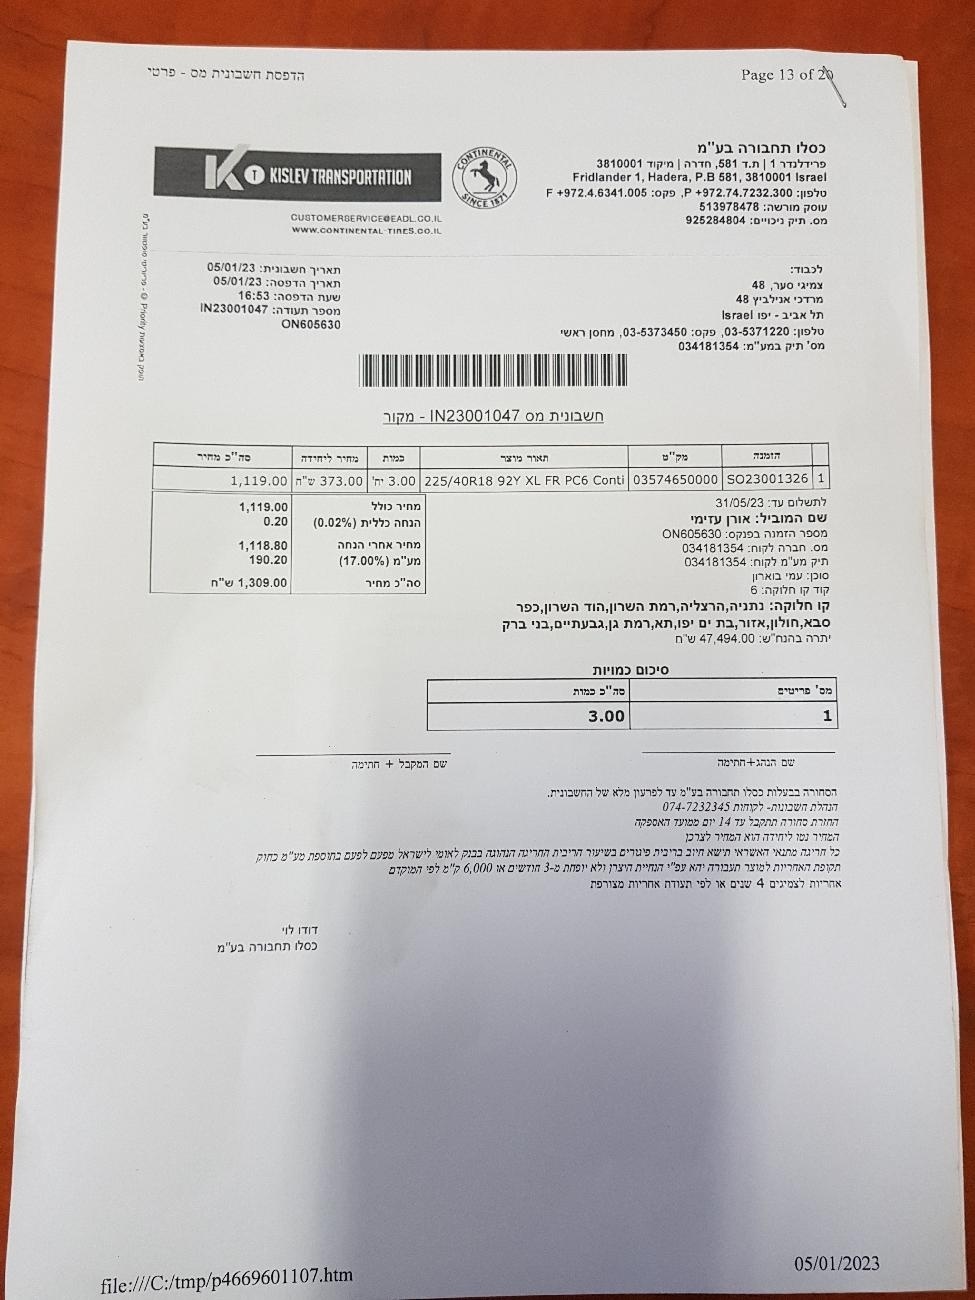 הדפסת חשבונית מס - פרטי
Page 13 of 20
KT KISLEV TRANSPORTATION
CONTINENTAL
SINCE 1871
CUSTOMERSERVICE@EADL.CO.IL
WWW.CONTINENTAL-TIRES.CO.IL
כסלו תחבורה בע"מ
פרידלנדר 1 | ת.ד 581, חדרה | מיקוד 3810001
Fridlander 1, Hadera, P.B 581, 3810001 Israel
טלפון: P +972.74.7232.300, פקס: F +972.4.6341.005
עוסק מורשה: 513978478
מס. תיק ניכויים: 925284804
תאריך חשבונית: 05/01/23
תאריך הדפסה: 05/01/23
שעת הדפסה: 16:53
מספר תעודה: IN23001047
ON605630
לכבוד:
צמיגי סער, 48
מרדכי אנילביץ 48
תל אביב - יפו Israel
טלפון: 03-5371220, פקס: 03-5373450, מחסן ראשי
מס' תיק במע"מ: 034181354
חשבונית מס IN23001047 - מקור
הזמנה מק"ט תאור מוצר כמות מחיר ליחידה סה"כ מחיר
1 SO23001326 03574650000 225/40R18 92Y XL FR PC6 Conti 3.00 יח' 373.00 ש"ח 1,119.00
מחיר כולל 1,119.00
הנחה כללית (0.02%) 0.20
מחיר אחרי הנחה 1,118.80
מע"מ (17.00%) 190.20
סה"כ מחיר 1,309.00 ש"ח
לתשלום עד: 31/05/23
שם המוביל: אורן עזימי
מספר הזמנה בפנקס: ON605630
מס. חברה לקוח: 034181354
תיק מע"מ לקוח: 034181354
סוכן: עמי בוארון
קוד קו חלוקה: 6
קו חלוקה: נתניה,הרצליה,רמת השרון,הוד השרון,כפר
סבא,חולון,אזור,בת ים יפו,תא,רמת גן,גבעתיים,בני ברק
יתרה בהנח"ש: 47,494.00 ש"ח
סיכום כמויות
מס' פריטים סה"כ כמות
1 3.00
שם הנהג+חתימה
שם המקבל + חתימה
הסחורה בבעלות כסלו תחבורה בע"מ עד לפרעון מלא של החשבונית.
הנהלת חשבונות- לקוחות 074-7232345
החזרת סחורה תתקבל עד 14 יום ממועד האספקה
המחיר נטו ליחידה הוא המחיר לצרכן
כל חריגה מתנאי האשראי תישא חיוב בריבית פיגורים בשיעור הריבית החריגה הנהוגה בבנק לאומי לישראל מפעם לפעם בתוספת מע"מ כחוק
תקופת האחריות למוצר תעבורה יהא עפ"י הנחיית היצרן ולא יופחת מ-3 חודשים או 6,000 ק"מ לפי המוקדם
אחריות לצמיגים 4 שנים או לפי תעודת אחריות מצורפת
דודו לוי
כסלו תחבורה בע"מ
file:///C:/tmp/p4669601107.htm
05/01/2023